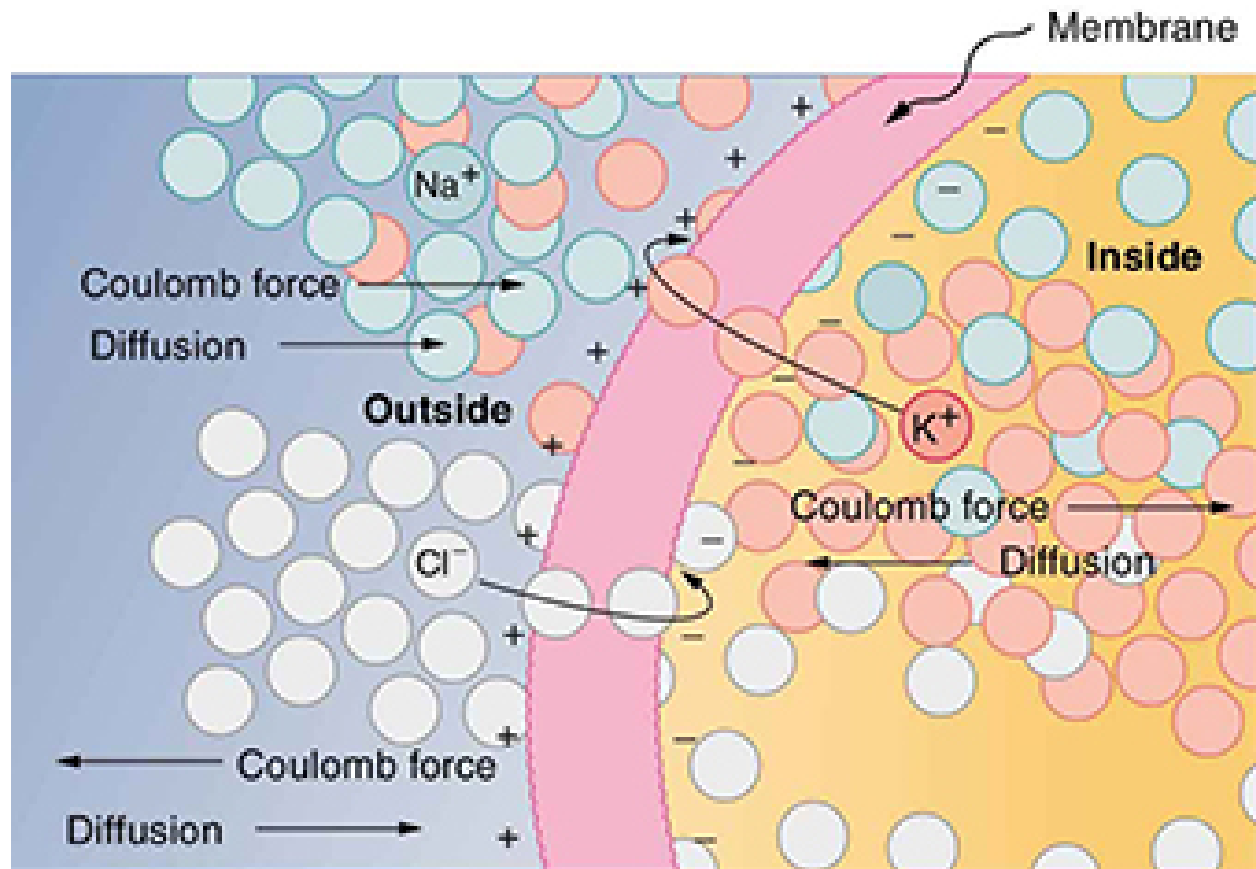 Membrane
Na⁺
Inside
Coulomb force
Diffusion
Outside
K⁺
Coulomb force
Cl⁻
Diffusion
Coulomb force
Diffusion